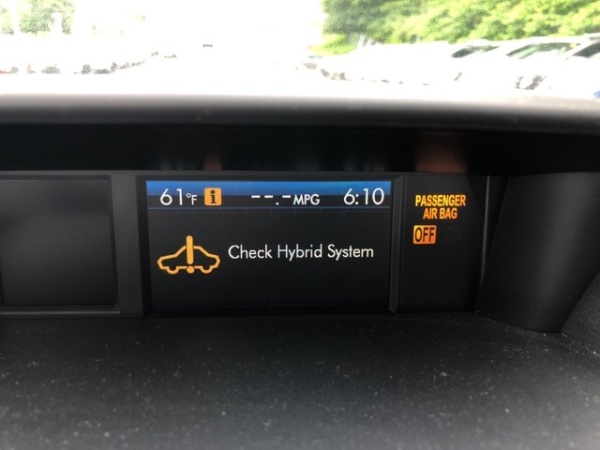 61°F i --.- MPG 6:10
Check Hybrid System
PASSENGER
AIR BAG
OFF